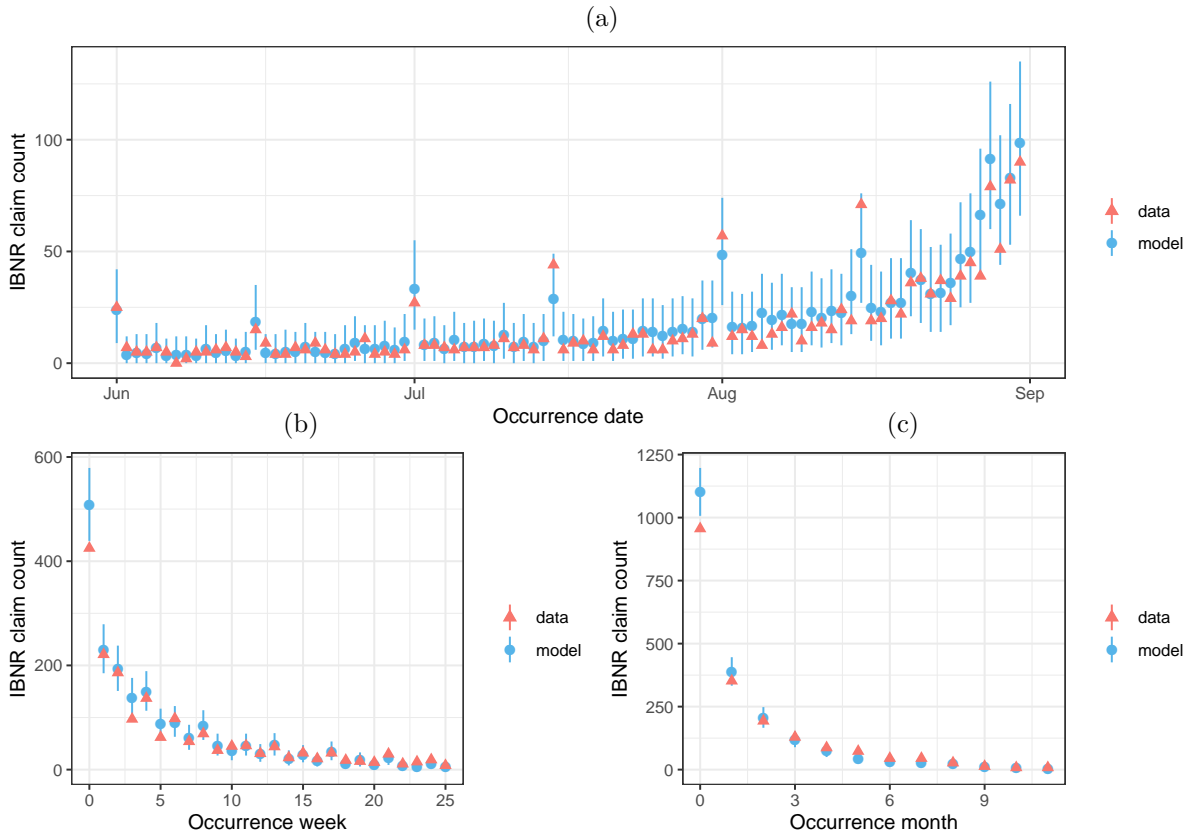 (a)
IBNR claim count
100
50
0
Jun
Jul
Aug
Sep
Occurrence date
data
model
(b)
IBNR claim count
600
400
200
0
0
5
10
15
20
25
Occurrence week
data
model
(c)
IBNR claim count
1250
1000
750
500
250
0
0
3
6
9
Occurrence month
data
model